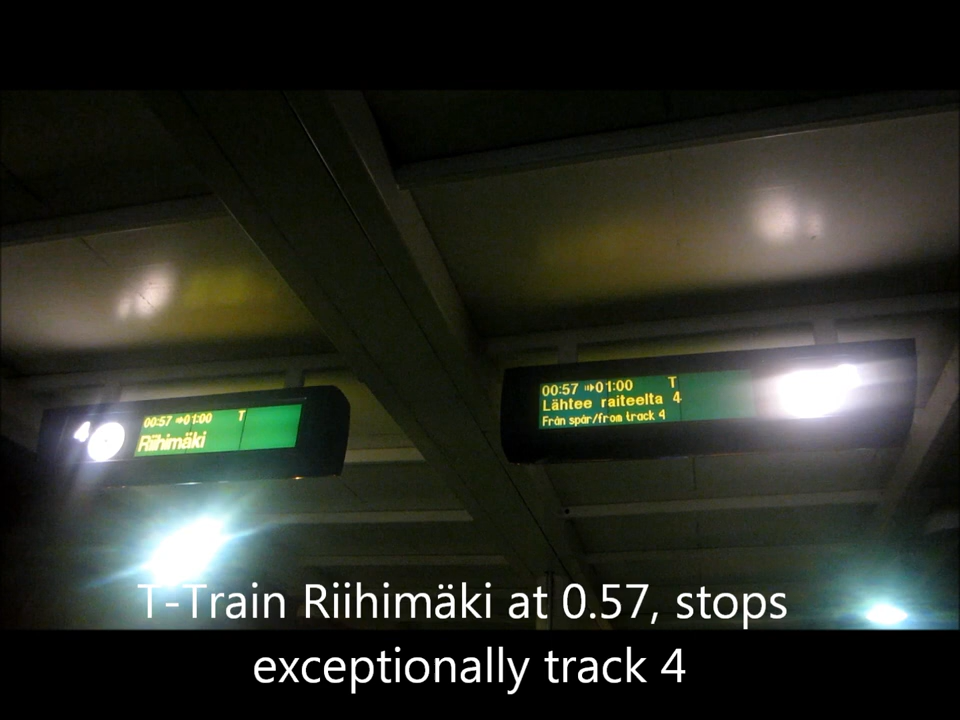 4
00:57 ➟01:00 T
Riihimäki
00:57 ➟01:00 T
Lähtee raiteelta 4
Från spår/from track 4
T-Train Riihimäki at 0.57, stops
exceptionally track 4